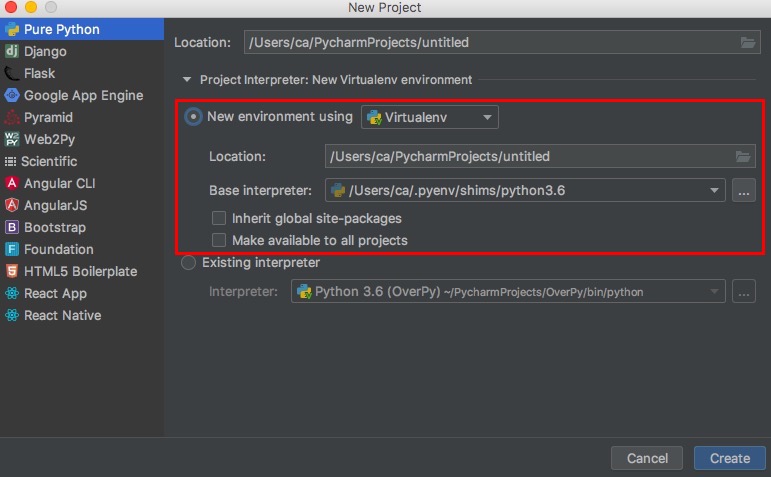 New Project
Pure Python
Django
Flask
Google App Engine
Pyramid
Web2Py
Scientific
Angular CLI
AngularJS
Bootstrap
Foundation
HTML5 Boilerplate
React App
React Native
Location: /Users/ca/PycharmProjects/untitled
Project Interpreter: New Virtualenv environment
New environment using Virtualenv
Location: /Users/ca/PycharmProjects/untitled
Base interpreter: /Users/ca/.pyenv/shims/python3.6 ...
Inherit global site-packages
Make available to all projects
Existing interpreter
Interpreter: Python 3.6 (OverPy) ~/PycharmProjects/OverPy/bin/python ...
Cancel Create